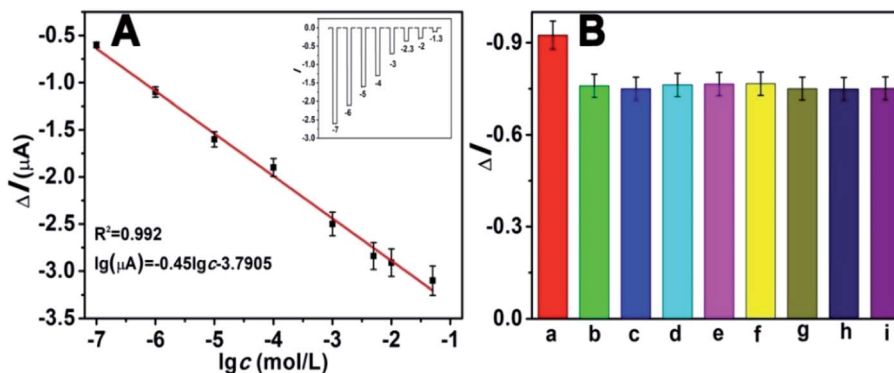 A
-0.5
-1.0
-1.5
-2.0
-2.5
-3.0
-3.5
ΔI/(μA)
R²=0.992
lg(μA)=-0.45lgc-3.7905
-7 -6 -5 -4 -3 -2 -1
lgc (mol/L)
0.0
-0.5
-1.0
-1.5
-2.0
-2.5
-3.0
I
-7 -6 -5 -4 -3 -2.3 -2 -1.3
B
-0.9
-0.6
-0.3
0.0
ΔI
a b c d e f g h i